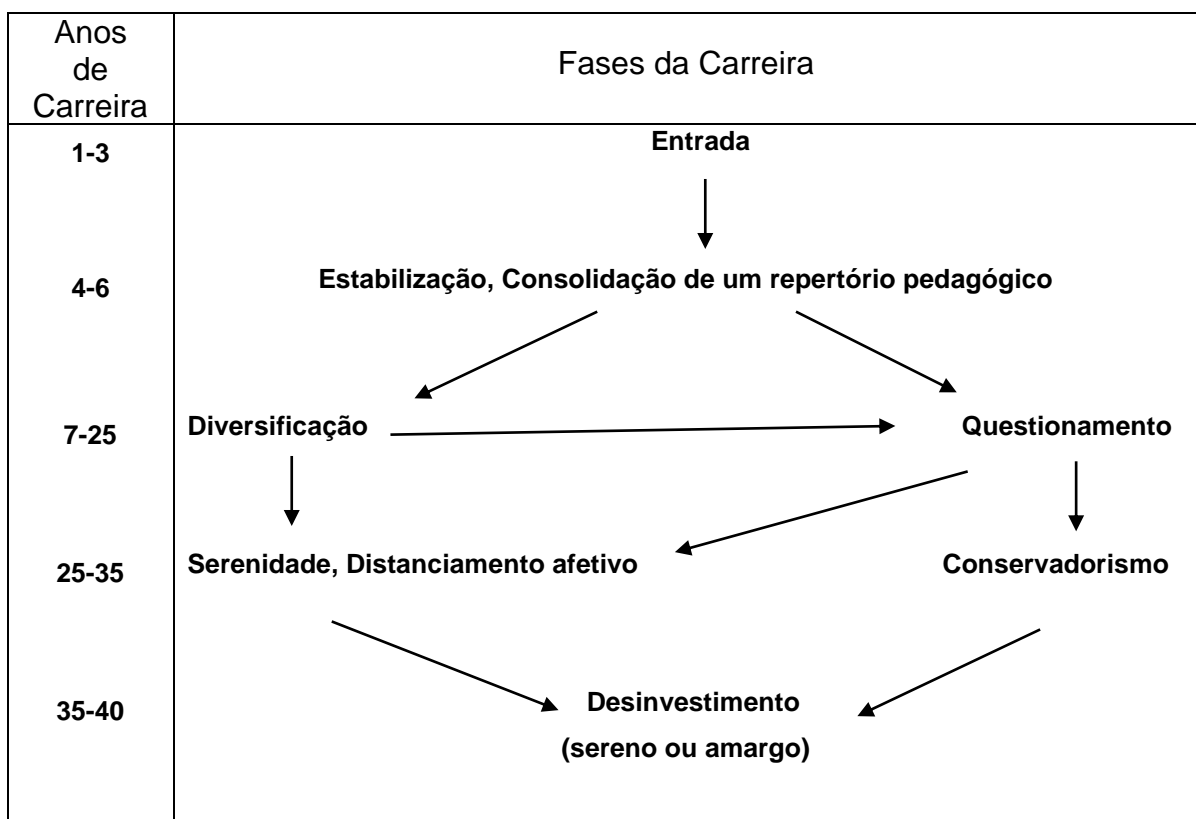 Anos
de
Carreira
Fases da Carreira
1-3
Entrada
4-6
Estabilização, Consolidação de um repertório pedagógico
7-25
Diversificação
Questionamento
25-35
Serenidade, Distanciamento afetivo
Conservadorismo
35-40
Desinvestimento
(sereno ou amargo)